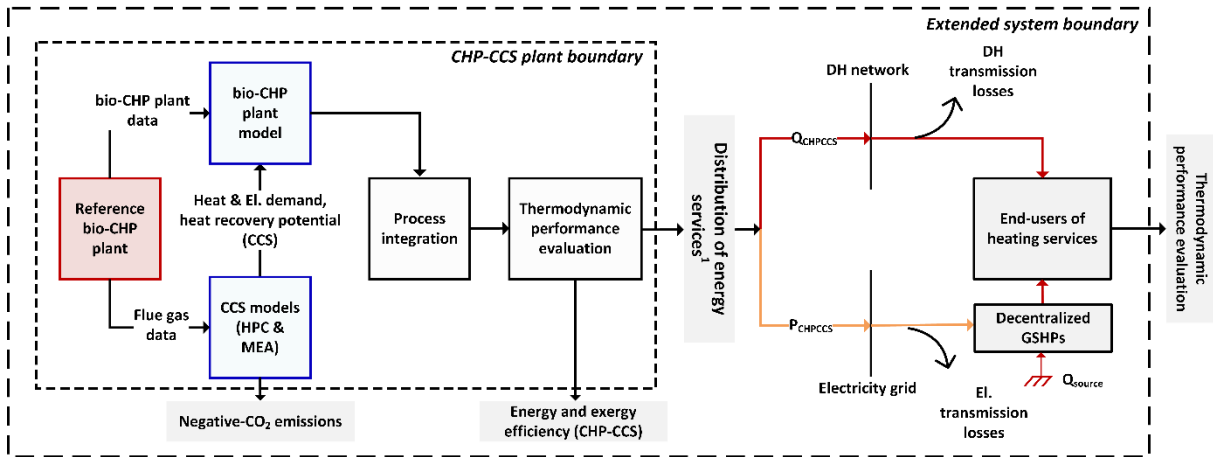 Extended system boundary
CHP-CCS plant boundary
bio-CHP plant
data
bio-CHP
plant
model
Reference
bio-CHP
plant
Heat & El. demand,
heat recovery potential
(CCS)
Flue gas
data
CCS models
(HPC &
MEA)
Process
integration
Thermodynamic
performance
evaluation
Negative-CO₂ emissions
Energy and exergy
efficiency (CHP-CCS)
Distribution of energy
services¹
DH network
DH
transmission
losses
Q_CHPCCS
End-users of
heating services
P_CHPCCS
Decentralized
GSHPs
Electricity grid
El.
transmission
losses
Q_source
Thermodynamic
performance evaluation